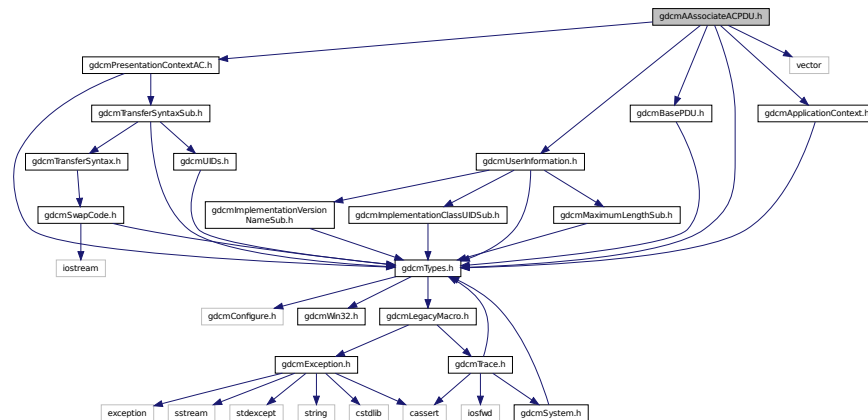 gdcmAAssociateACPDU.h
gdcmPresentationContextAC.h
vector
gdcmTransferSyntaxSub.h
gdcmBasePDU.h
gdcmApplicationContext.h
gdcmTransferSyntax.h
gdcmUIDs.h
gdcmUserInformation.h
gdcmSwapCode.h
gdcmImplementationVersion
NameSub.h
gdcmImplementationClassUIDSub.h
gdcmMaximumLengthSub.h
iostream
gdcmTypes.h
gdcmConfigure.h
gdcmWin32.h
gdcmLegacyMacro.h
gdcmException.h
gdcmTrace.h
exception
sstream
stdexcept
string
cstdlib
cassert
iosfwd
gdcmSystem.h